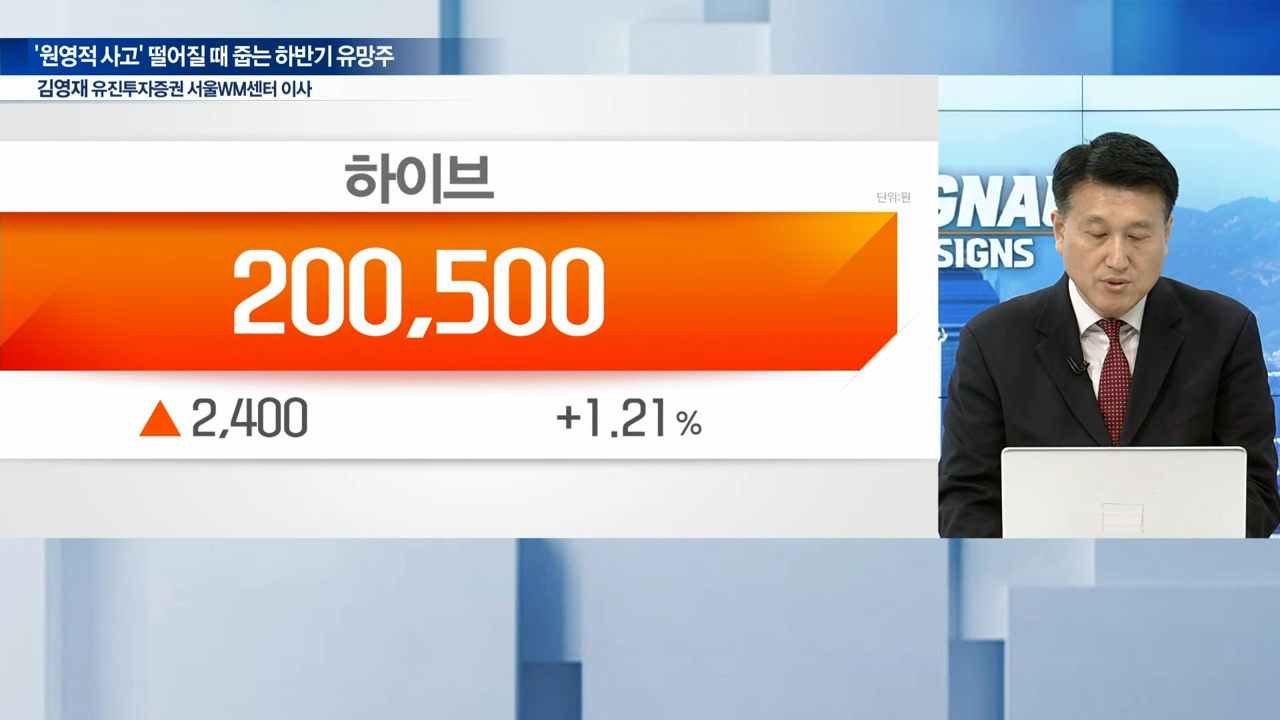 '원영적 사고' 떨어질 때 줍는 하반기 유망주
김영재 유진투자증권 서울WM센터 이사
하이브
단위:원
200,500
▲ 2,400
+1.21 %
GNAL
SIGNS